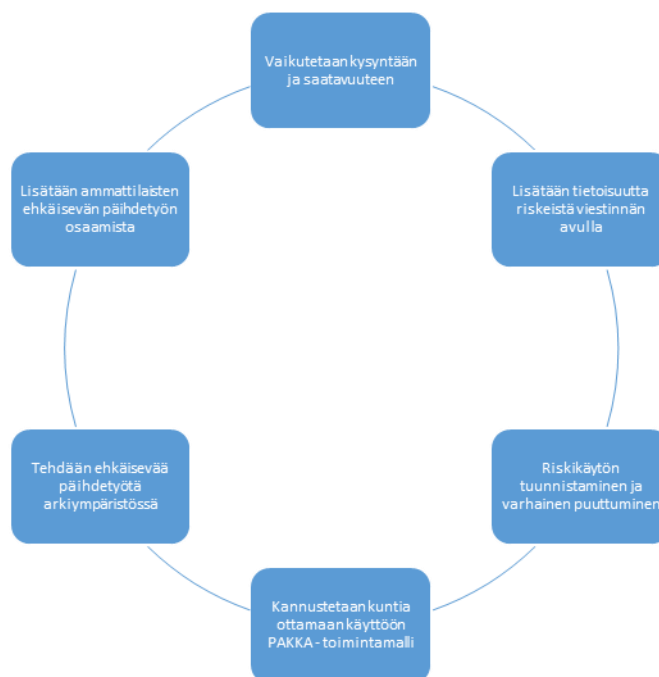 Vaikutetaan kysyntään
ja saatavuuteen
Lisätään tietoisuutta
riskeistä viestinnän
avulla
Riskikäytön
tuunnistaminen ja
varhainen puuttuminen
Kannustetaan kuntia
ottamaan käyttöön
PAKKA - toimintamalli
Tehdään ehkäisevää
päihdetyötä
arkiympäristössä
Lisätään ammattilaisten
ehkäisevän päihdetyön
osaamista